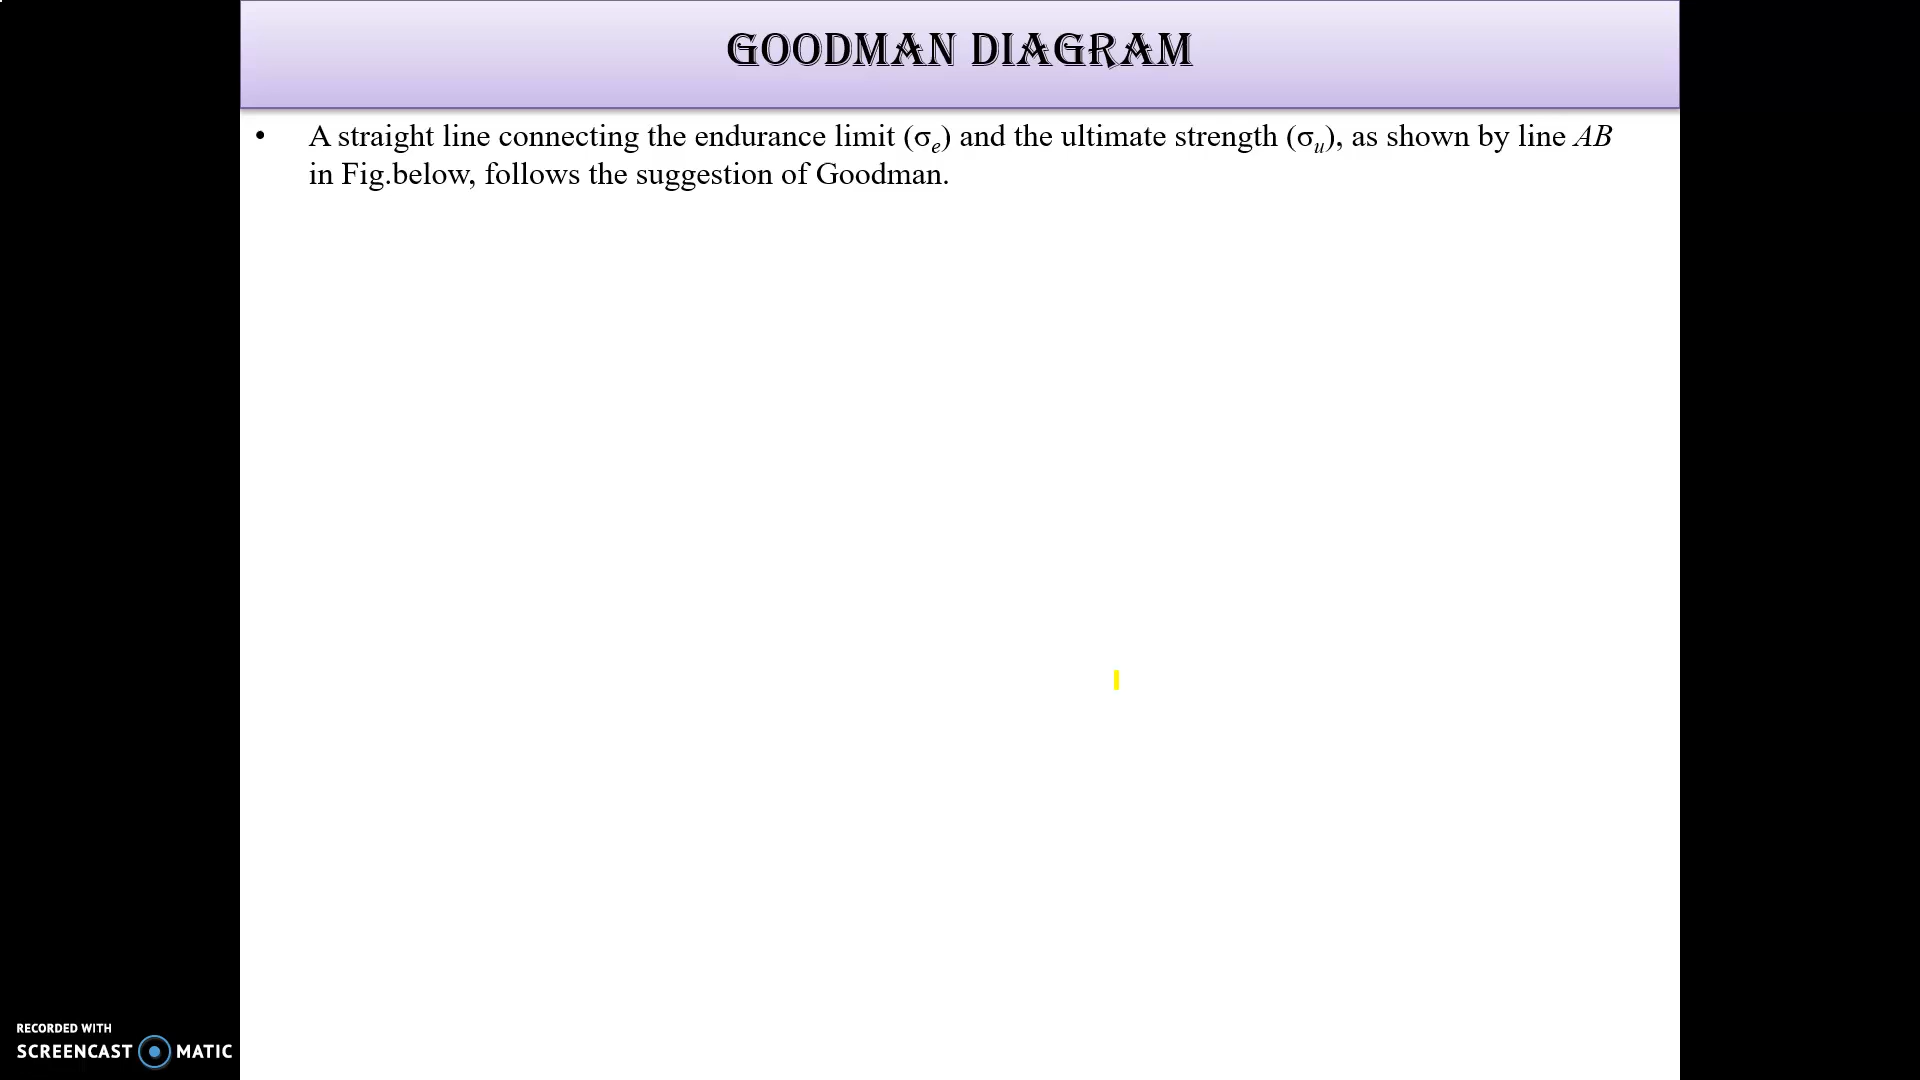 GOODMAN DIAGRAM
• A straight line connecting the endurance limit (σe) and the ultimate strength (σu), as shown by line AB
in Fig.below, follows the suggestion of Goodman.
RECORDED WITH
SCREENCAST MATIC